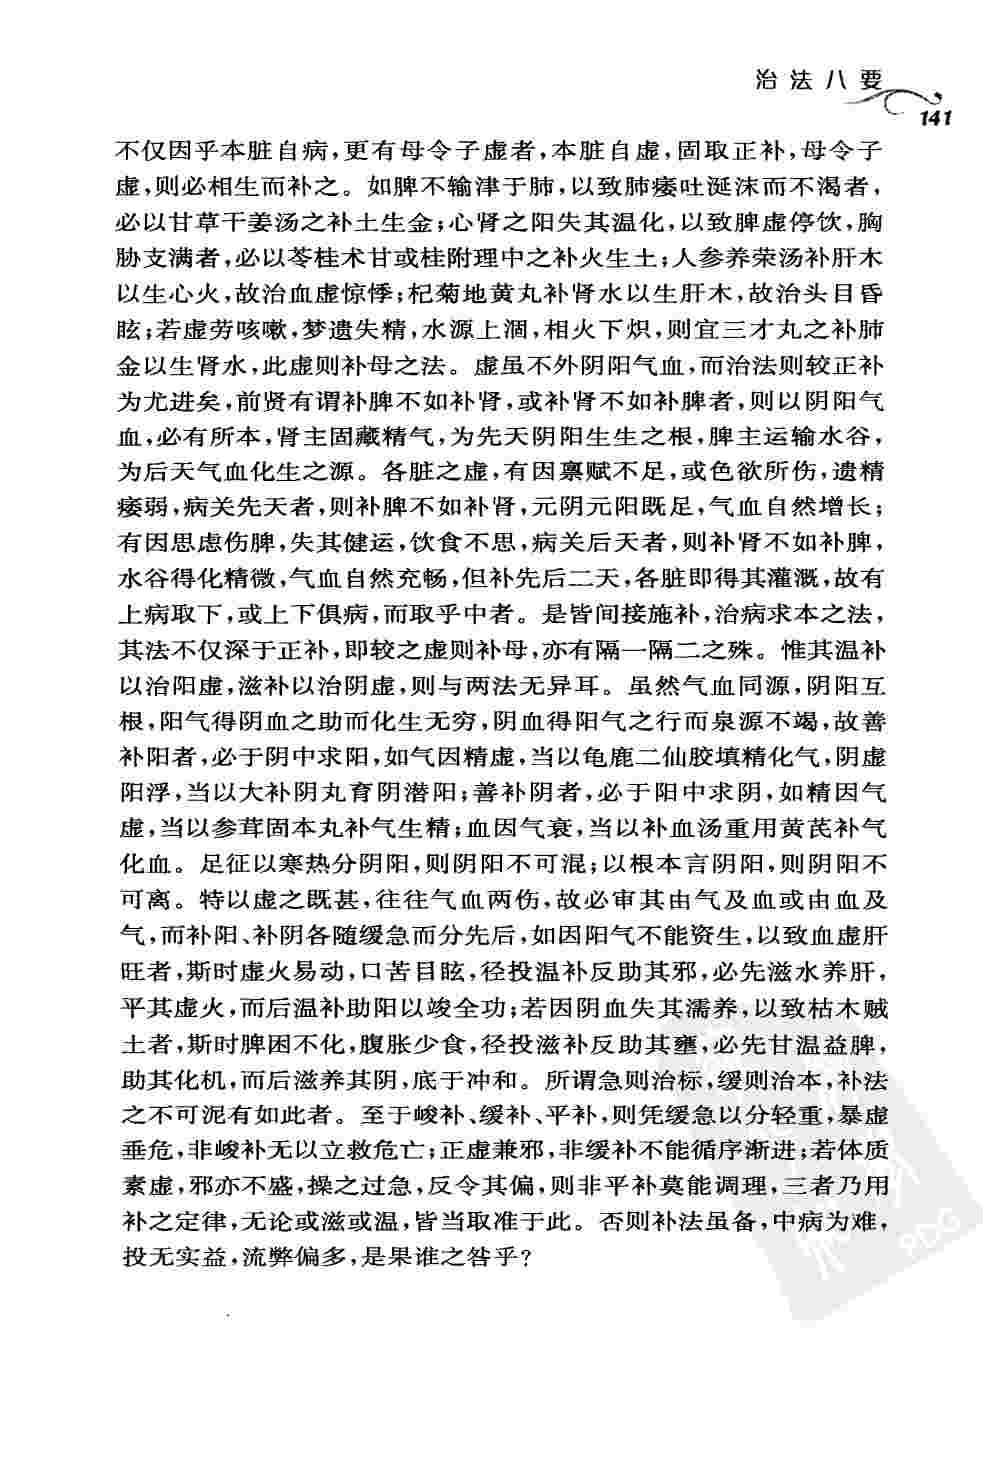 治法八要
141
不仅因乎本脏自病,更有母令子虚者,本脏自虚,固取正补,母令子
虚,则必相生而补之。如脾不输津于肺,以致肺痿吐涎沫而不渴者,
必以甘草干姜汤之补土生金;心肾之阳失其温化,以致脾虚停饮,胸
胁支满者,必以苓桂术甘或桂附理中之补火生土;人参养荣汤补肝木
以生心火,故治血虚惊悸;杞菊地黄丸补肾水以生肝木,故治头目昏
眩;若虚劳咳嗽,梦遗失精,水源上涸,相火下炽,则宜三才丸之补肺
金以生肾水,此虚则补母之法。虚虽不外阴阳气血,而治法则较正补
为尤进矣,前贤有谓补脾不如补肾,或补肾不如补脾者,则以阴阳气
血,必有所本,肾主固藏精气,为先天阴阳生生之根,脾主运输水谷,
为后天气血化生之源。各脏之虚,有因禀赋不足,或色欲所伤,遗精
痿弱,病关先天者,则补脾不如补肾,元阴元阳既足,气血自然增长;
有因思虑伤脾,失其健运,饮食不思,病关后天者,则补肾不如补脾,
水谷得化精微,气血自然充畅,但补先后二天,各脏即得其灌溉,故有
上病取下,或上下俱病,而取乎中者。是皆间接施补,治病求本之法,
其法不仅深于正补,即较之虚则补母,亦有隔一隔二之殊。惟其温补
以治阳虚,滋补以治阴虚,则与两法无异耳。虽然气血同源,阴阳互
根,阳气得阴血之助而化生无穷,阴血得阳气之行而泉源不竭,故善
补阳者,必于阴中求阳,如气因精虚,当以龟鹿二仙胶填精化气,阴虚
阳浮,当以大补阴丸育阴潜阳;善补阴者,必于阳中求阴,如精因气
虚,当以参茸固本丸补气生精;血因气衰,当以补血汤重用黄芪补气
化血。足征以寒热分阴阳,则阴阳不可混;以根本言阴阳,则阴阳不
可离。特以虚之既甚,往往气血两伤,故必审其由气及血或由血及
气,而补阳、补阴各随缓急而分先后,如因阳气不能资生,以致血虚肝
旺者,斯时虚火易动,口苦目眩,径投温补反助其邪,必先滋水养肝,
平其虚火,而后温补助阳以竣全功;若因阴血失其濡养,以致枯木贼
土者,斯时脾困不化,腹胀少食,径投滋补反助其壅,必先甘温益脾,
助其化机,而后滋养其阴,底于冲和。所谓急则治标,缓则治本,补法
之不可泥有如此者。至于峻补、缓补、平补,则凭缓急以分轻重,暴虚
垂危,非峻补无以立救危亡;正虚兼邪,非缓补不能循序渐进;若体质
素虚,邪亦不盛,操之过急,反令其偏,则非平补莫能调理,三者乃用
补之定律,无论或滋或温,皆当取准于此。否则补法虽备,中病为难,
投无实益,流弊偏多,是果谁之咎乎?
PDG